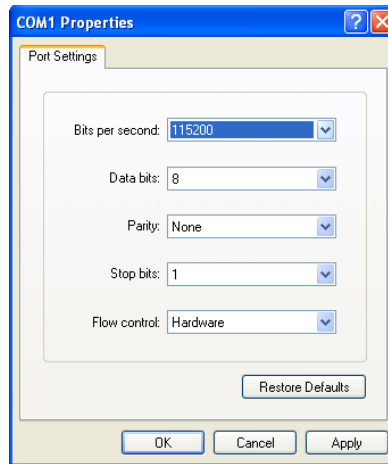 COM1 Properties
Port Settings
Bits per second: 115200
Data bits: 8
Parity: None
Stop bits: 1
Flow control: Hardware
Restore Defaults
OK Cancel Apply